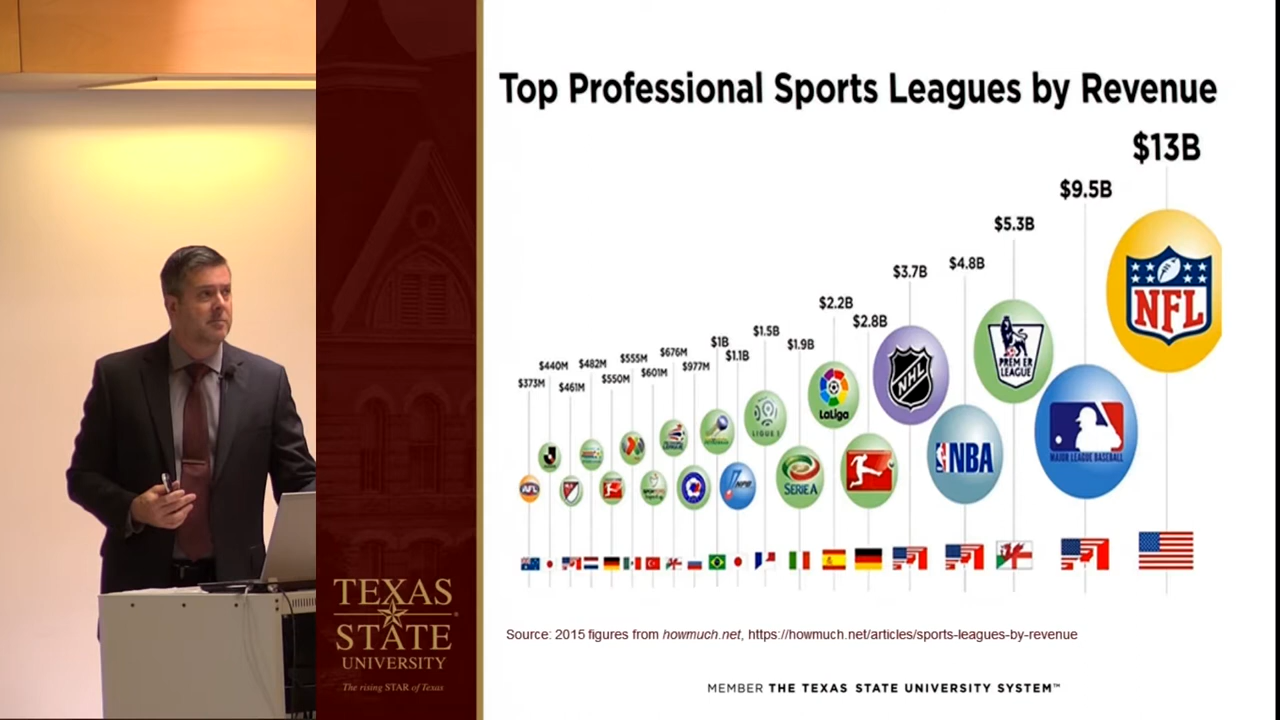 Top Professional Sports Leagues by Revenue
$13B
$9.5B
$5.3B
$4.8B
$3.7B
$2.2B
$2.8B
$1.5B
$1.9B
$1B
$1.1B
$676M
$977M
$555M
$601M
$482M
$550M
$440M
$461M
$373M
NFL
PREMIER
LEAGUE
NHL
LaLiga
LIGUE 1
NBA
MAJOR LEAGUE BASEBALL
SERIE A
NPB
AFL
J
TEXAS
STATE
®
UNIVERSITY
The rising STAR of Texas
Source: 2015 figures from howmuch.net, https://howmuch.net/articles/sports-leagues-by-revenue
MEMBER THE TEXAS STATE UNIVERSITY SYSTEM™